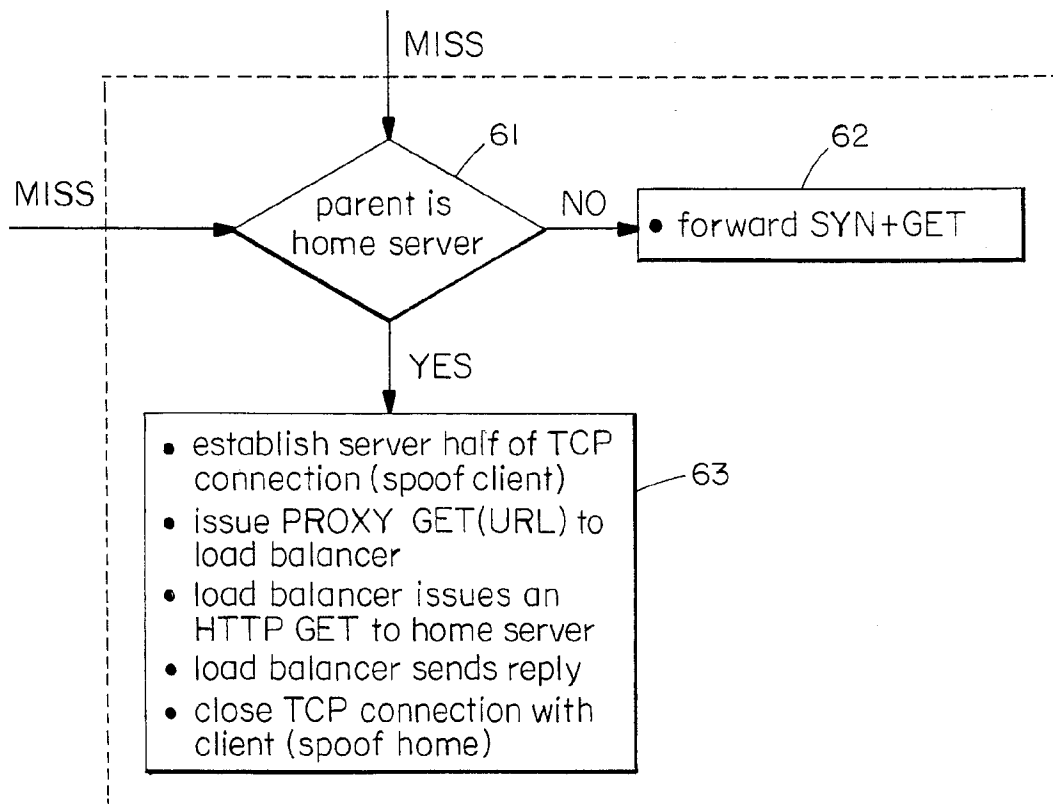 MISS
61
62
MISS
parent is
home server
NO
• forward SYN+GET
YES
• establish server half of TCP
connection (spoof client)
• issue PROXY GET(URL) to
load balancer
• load balancer issues an
HTTP GET to home server
• load balancer sends reply
• close TCP connection with
client (spoof home)
63